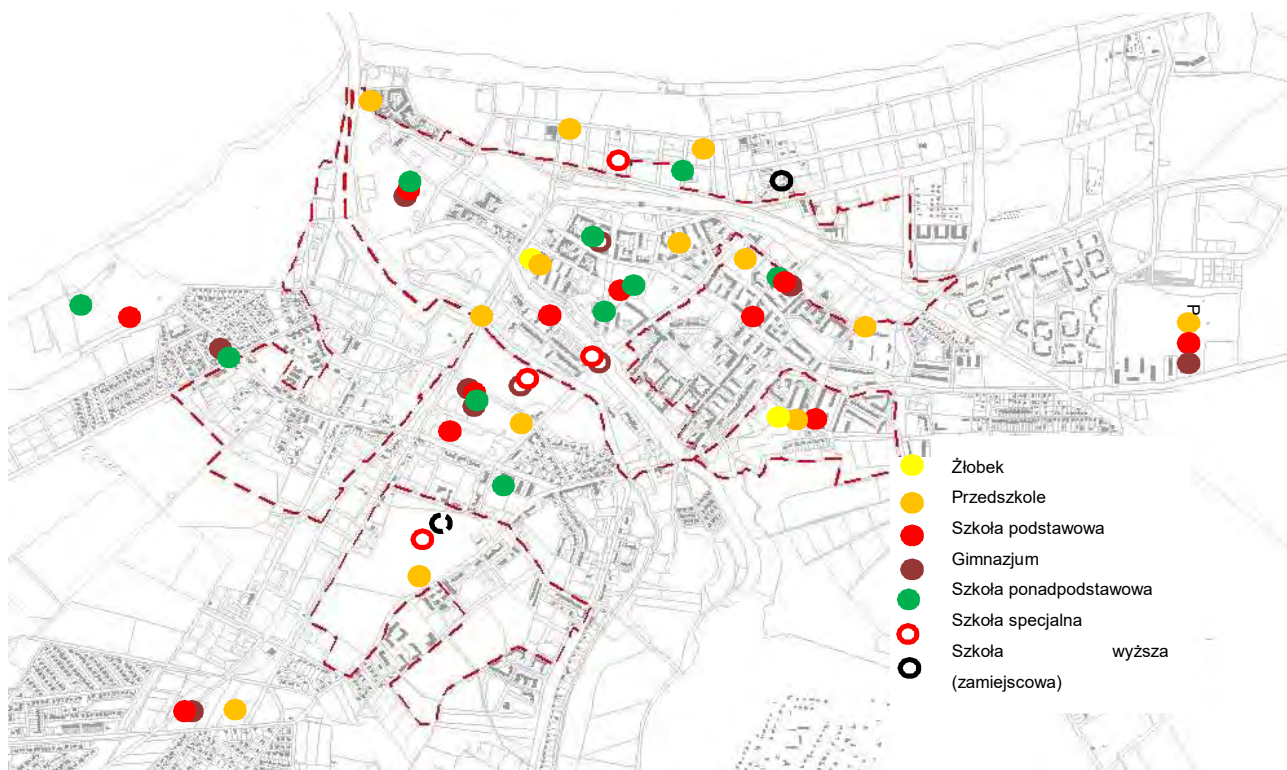 P
Żłobek
Przedszkole
Szkoła podstawowa
Gimnazjum
Szkoła ponadpodstawowa
Szkoła specjalna
Szkoła wyższa
(zamiejscowa)